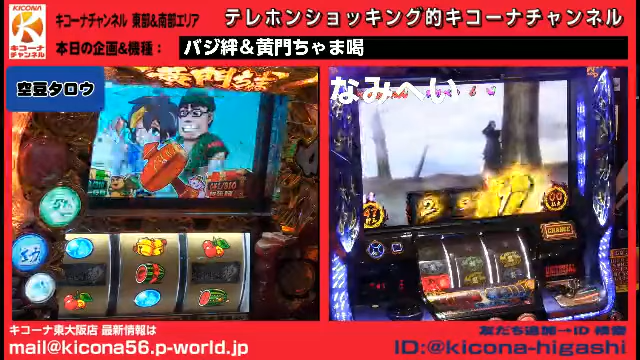 KICONA
キコーナ
チャンネル
キコーナチャンネル 東部&南部エリア
テレホンショッキング的キコーナチャンネル
本日の企画&機種：
バジ絆&黄門ちゃま喝
空豆タロウ
なみへい
CHANCE
キコーナ東大阪店 最新情報は
mail@kicona56.p-world.jp
友だち追加→ID 検索
ID:@kicona-higashi